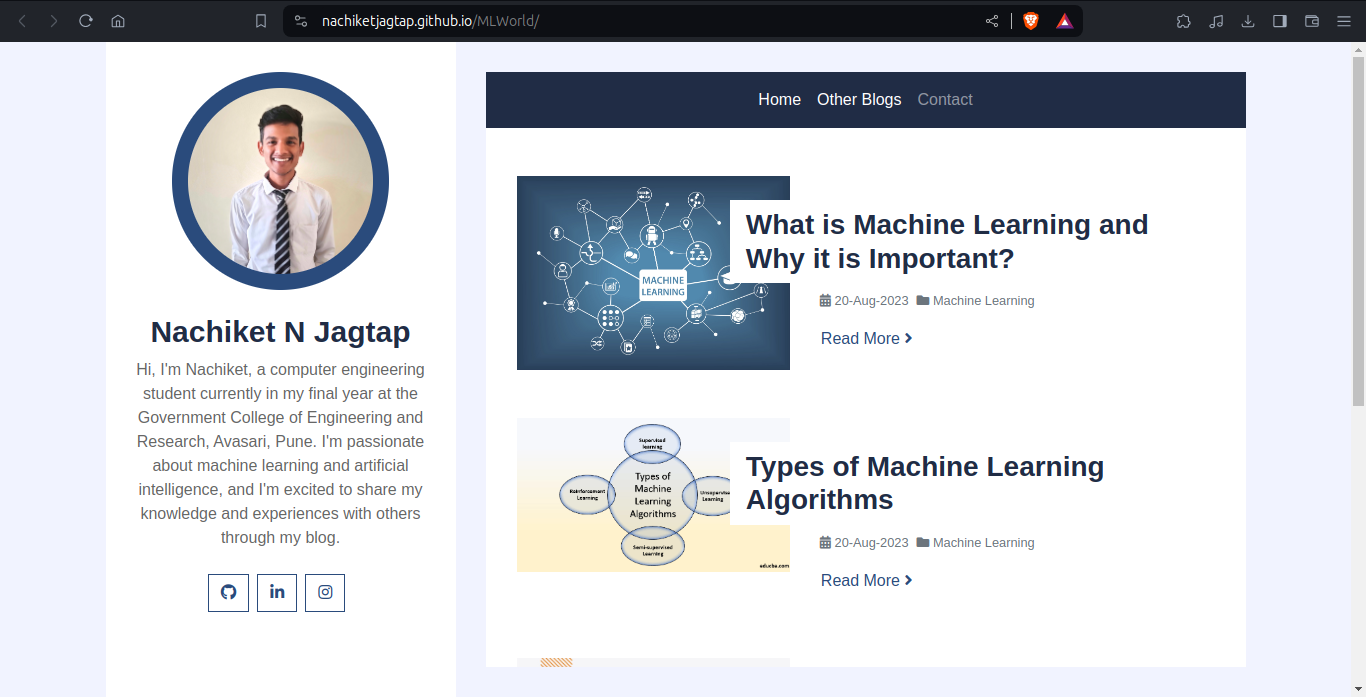 nachiketjagtap.github.io/MLWorld/
Nachiket N Jagtap
Hi, I'm Nachiket, a computer engineering
student currently in my final year at the
Government College of Engineering and
Research, Avasari, Pune. I'm passionate
about machine learning and artificial
intelligence, and I'm excited to share my
knowledge and experiences with others
through my blog.
in
Home Other Blogs Contact
MACHINE
LEARNING
What is Machine Learning and
Why it is Important?
20-Aug-2023 Machine Learning
Read More
Supervised
learning
Types of
Machine
Learning
Algorithms
Reinforcement
Learning
Unsupervise
Learning
Semi-supervised
Learning
educba.com
Types of Machine Learning
Algorithms
20-Aug-2023 Machine Learning
Read More